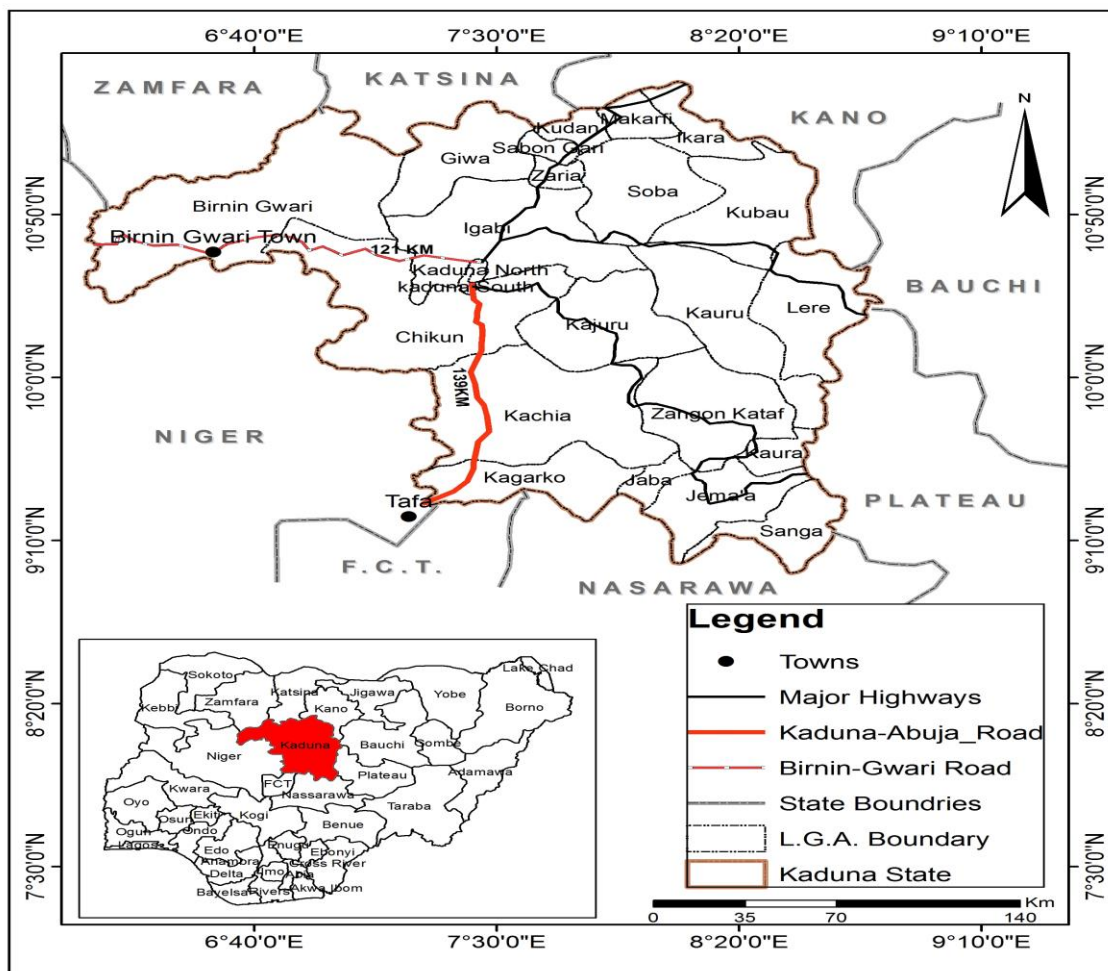 6°40'0"E
7°30'0"E
8°20'0"E
9°10'0"E
ZAMFARA
KATSINA
KANO
N
Makarfi
Kudan
Ikara
Sabon Gari
Giwa
Zaria
Soba
Birnin Gwari
Kubau
10°50'0"N
10°50'0"N
Igabi
Birnin Gwari Town
121 KM
Kaduna North
kaduna South
BAUCHI
Lere
Kauru
Kajuru
Chikun
10°0'0"N
10°0'0"N
139KM
Kachia
Zangon Kataf
NIGER
Kaura
Kagarko
Jaba
Jema'a
PLATEAU
Tafa
Sanga
9°10'0"N
9°10'0"N
F.C.T.
NASARAWA
Legend
Towns
Major Highways
Kaduna-Abuja_Road
Birnin-Gwari Road
State Boundries
L.G.A. Boundary
Kaduna State
Km
0 35 70 140
8°20'0"N
8°20'0"N
7°30'0"N
7°30'0"N
Lake Chad
Sokoto
Katsina
Jigawa
Yobe
Zamfara
Kano
Borno
Kebbi
Kaduna
Bauchi
Gombe
Niger
Adamawa
FCT
Plateau
Kwara
Nassarawa
Taraba
Oyo
Ekiti
Kogi
Osun
Benue
Ogun
Ondo
Lagos
Edo
Enugu
Ebonyi
Anamora
Cross River
Delta
Imo
Abia
Bayelsa
Rivers
Akwa Ibom
6°40'0"E
7°30'0"E
8°20'0"E
9°10'0"E